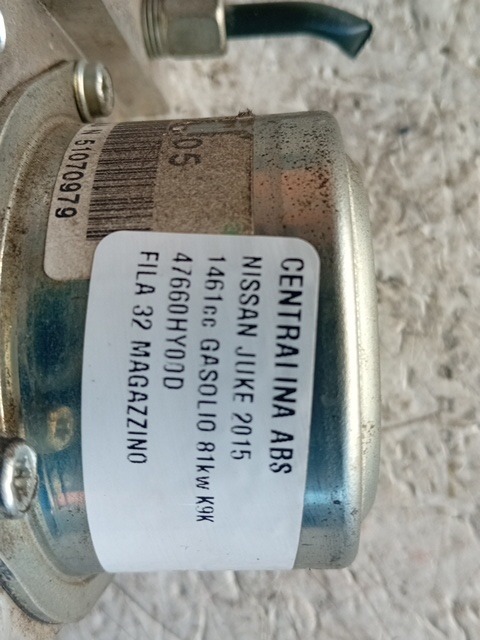 CENTRALINA ABS
NISSAN JUKE 2015
1461cc GASOLIO 81kw K9K
47660HY00D
FILA 32 MAGAZZINO
05
51070979